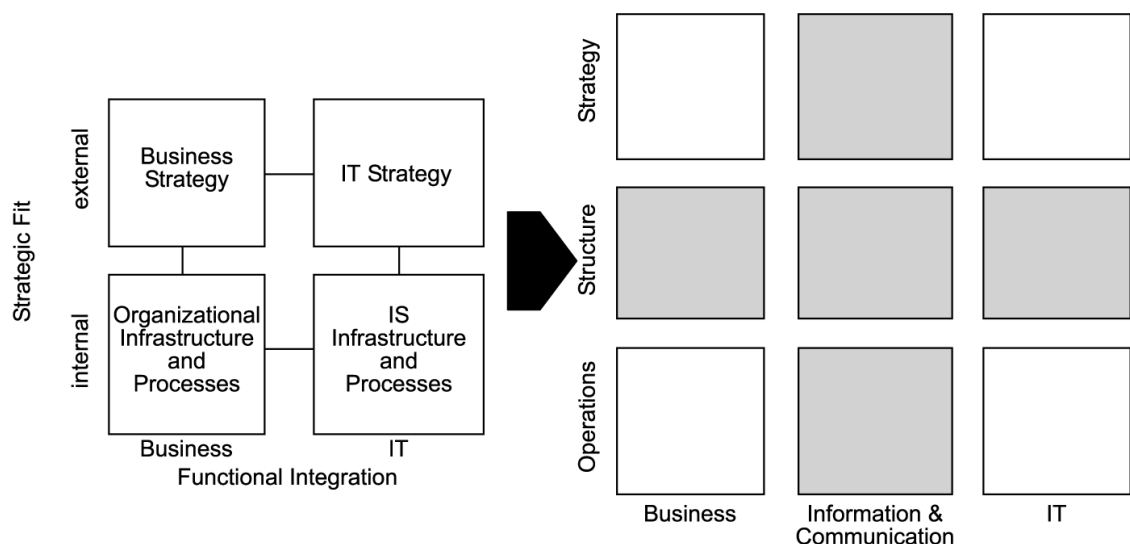 Strategic Fit
external
internal
Business
Strategy
IT Strategy
Organizational
Infrastructure
and
Processes
IS
Infrastructure
and
Processes
Business
IT
Functional Integration
Strategy
Structure
Operations
Business
Information &
Communication
IT